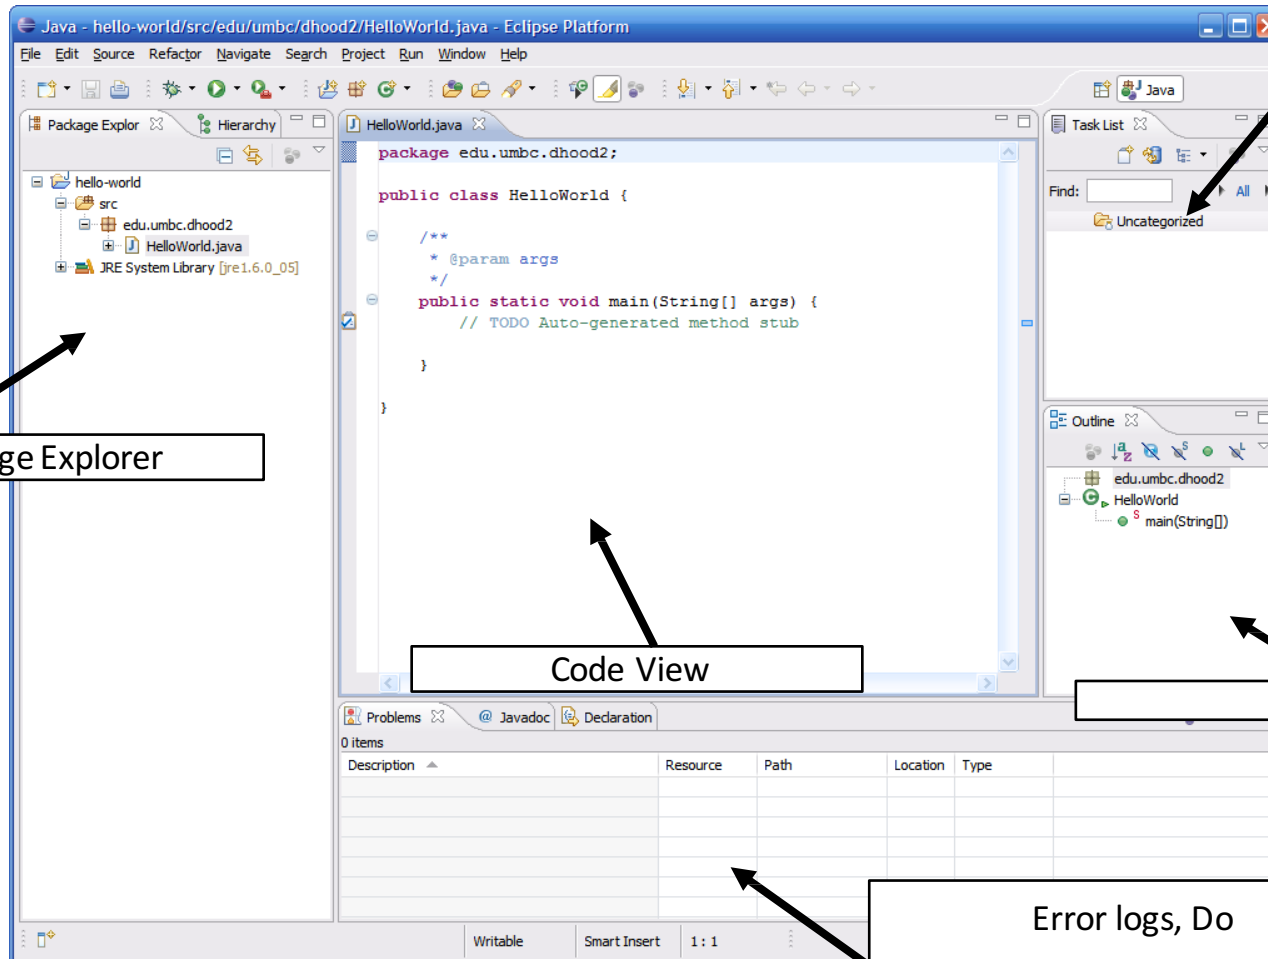 Java - hello-world/src/edu/umbc/dhood2/HelloWorld.java - Eclipse Platform
File Edit Source Refactor Navigate Search Project Run Window Help
Java
Package Explor Hierarchy
hello-world
src
edu.umbc.dhood2
HelloWorld.java
JRE System Library [jre1.6.0_05]
ge Explorer
HelloWorld.java
package edu.umbc.dhood2;
public class HelloWorld {
/**
* @param args
*/
public static void main(String[] args) {
// TODO Auto-generated method stub
}
}
Code View
Task List
Find: All
Uncategorized
Outline
edu.umbc.dhood2
HelloWorld
main(String[])
Problems @ Javadoc Declaration
0 items
Description Resource Path Location Type
Error logs, Do
Writable Smart Insert 1 : 1